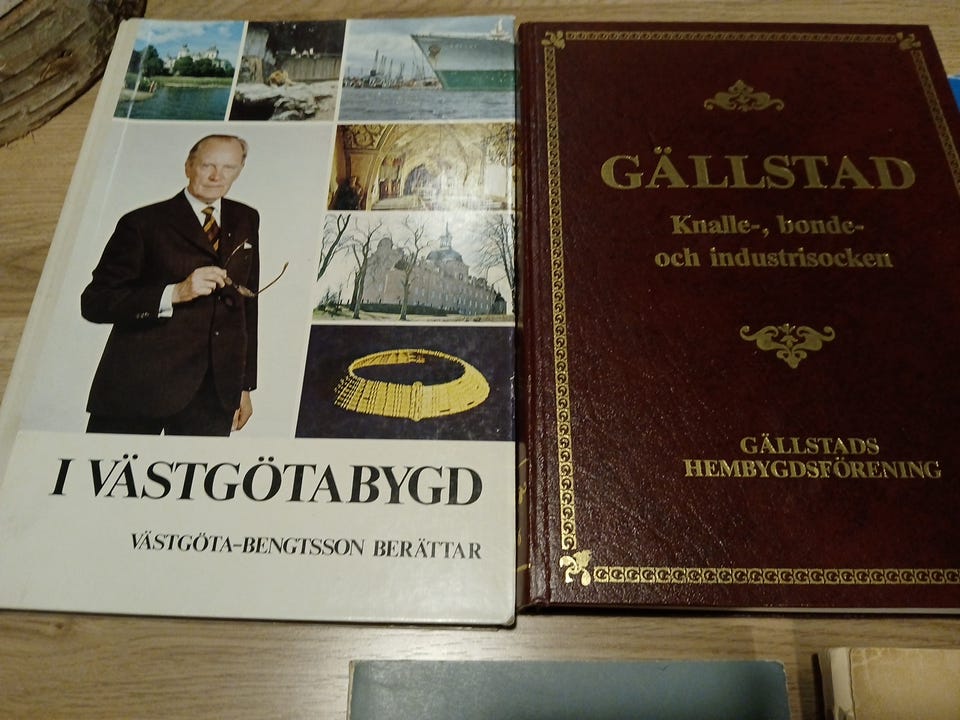 I VÄSTGÖTABYGD
VÄSTGÖTA-BENGTSSON BERÄTTAR
GÄLLSTAD
Knalle-, bonde-
och industrisocken
GÄLLSTADS
HEMBYGDSFÖRENING